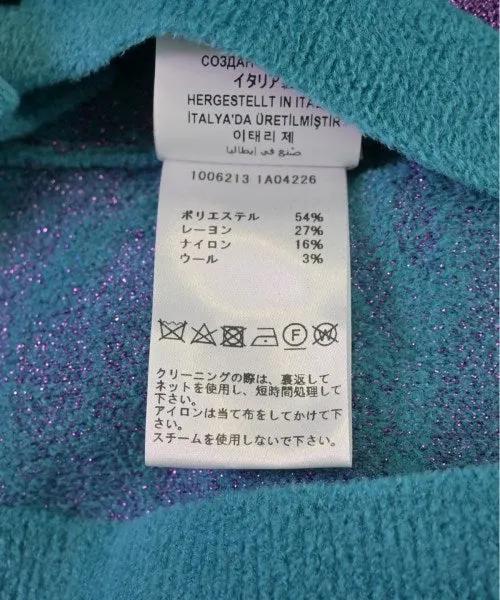 СОЗДАН
イタリア
HERGESTELLT IN ITAL
İTALYA'DA ÜRETİLMİŞTİR
이태리 제
صنع في إيطاليا
1006213 1A04226
ポリエステル 54%
レーヨン 27%
ナイロン 16%
ウール 3%
F W
クリーニングの際は、裏返して
ネットを使用し、短時間処理して
下さい。
アイロンは当て布をしてかけて下
さい。
スチームを使用しないで下さい。